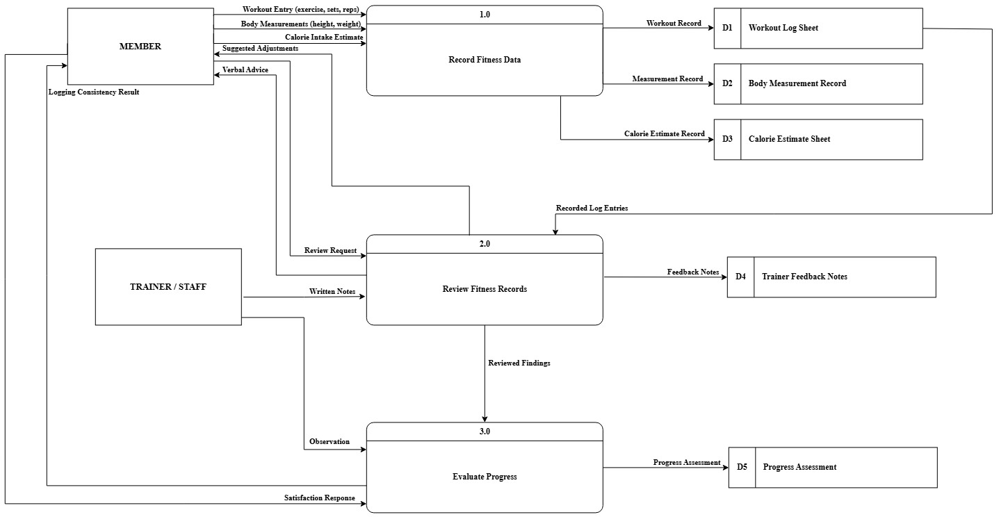 Workout Entry (exercise, sets, reps)
1.0
Body Measurements (height, weight)
Workout Record
D1
Workout Log Sheet
Calorie Intake Estimate
MEMBER
Suggested Adjustments
Record Fitness Data
Verbal Advice
Measurement Record
D2
Body Measurement Record
Logging Consistency Result
Calorie Estimate Record
D3
Calorie Estimate Sheet
Recorded Log Entries
2.0
Review Request
Feedback Notes
D4
Trainer Feedback Notes
TRAINER / STAFF
Written Notes
Review Fitness Records
Reviewed Findings
3.0
Observation
Progress Assessment
D5
Progress Assessment
Evaluate Progress
Satisfaction Response